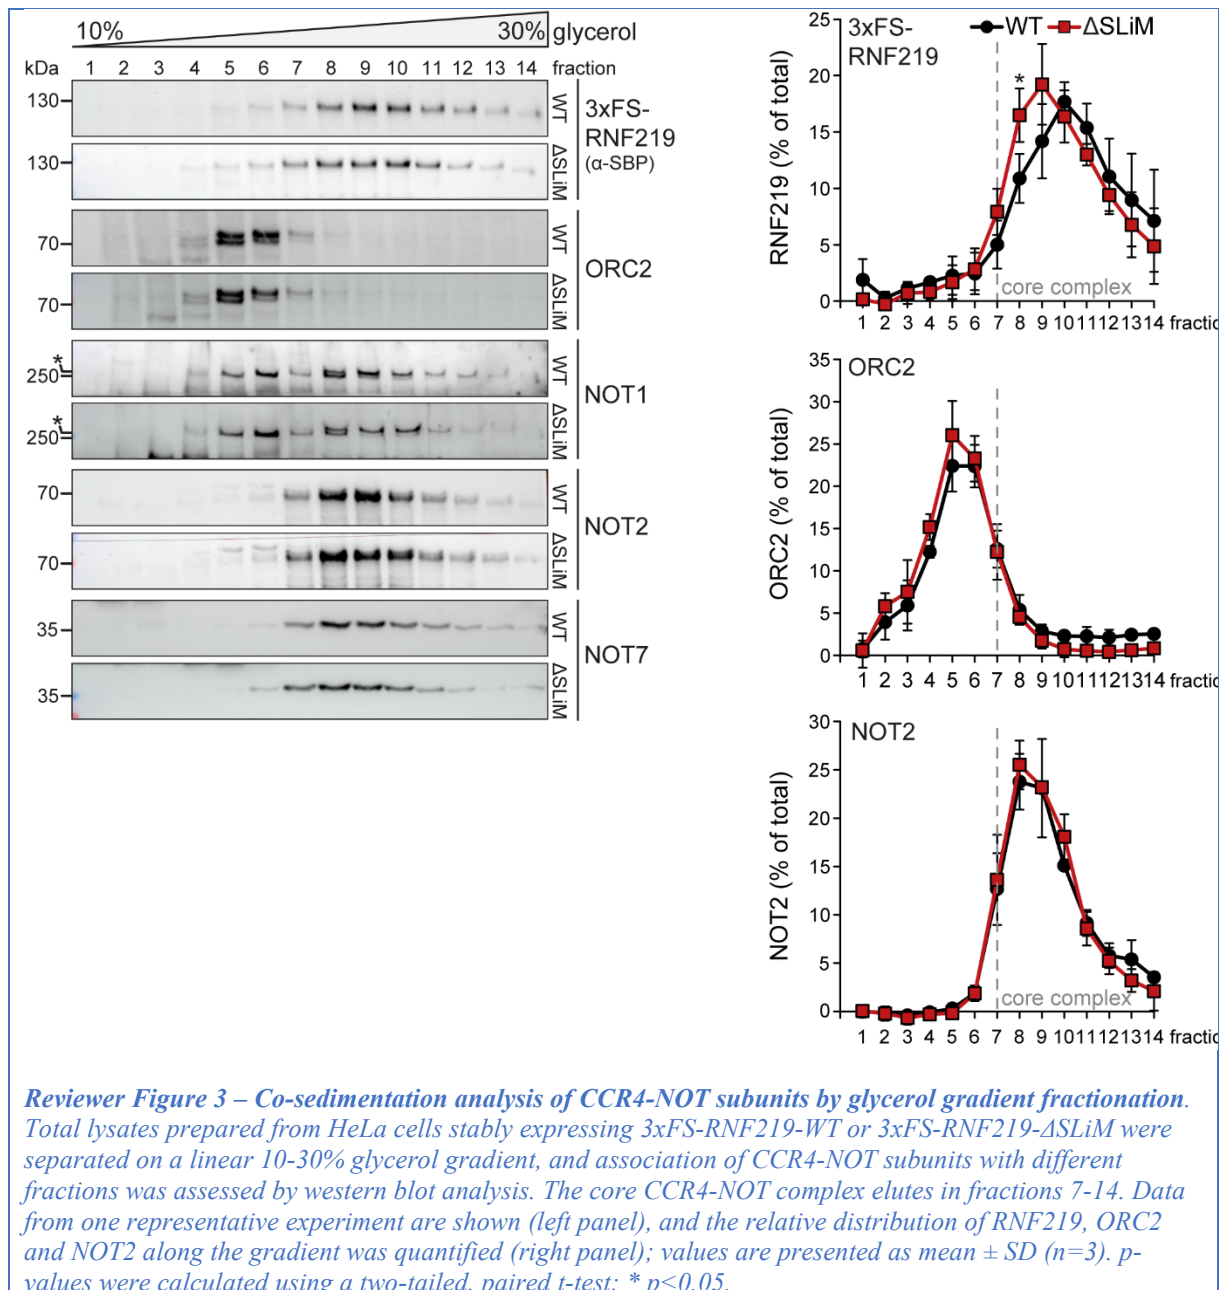 10% 30% glycerol
kDa 1 2 3 4 5 6 7 8 9 10 11 12 13 14 fraction
130 WT
3xFS-
RNF219
(α-SBP)
130 ΔSLiM
70 WT
ORC2
70 ΔSLiM
* 250 WT
NOT1
* 250 ΔSLiM
70 WT
NOT2
70 ΔSLiM
35 WT
NOT7
35 ΔSLiM
3xFS-
RNF219
WT ΔSLiM
RNF219 (% of total)
25
20
15
10
5
0
*
core complex
1 2 3 4 5 6 7 8 9 10 11 12 13 14 fractio
ORC2
ORC2 (% of total)
35
30
25
20
15
10
5
0
1 2 3 4 5 6 7 8 9 10 11 12 13 14 fractio
NOT2
NOT2 (% of total)
30
25
20
15
10
5
0
core complex
1 2 3 4 5 6 7 8 9 10 11 12 13 14 fractio
Reviewer Figure 3 – Co-sedimentation analysis of CCR4-NOT subunits by glycerol gradient fractionation.
Total lysates prepared from HeLa cells stably expressing 3xFS-RNF219-WT or 3xFS-RNF219-ΔSLiM were
separated on a linear 10-30% glycerol gradient, and association of CCR4-NOT subunits with different
fractions was assessed by western blot analysis. The core CCR4-NOT complex elutes in fractions 7-14. Data
from one representative experiment are shown (left panel), and the relative distribution of RNF219, ORC2
and NOT2 along the gradient was quantified (right panel); values are presented as mean ± SD (n=3). p-
values were calculated using a two-tailed, paired t-test; * p<0.05.